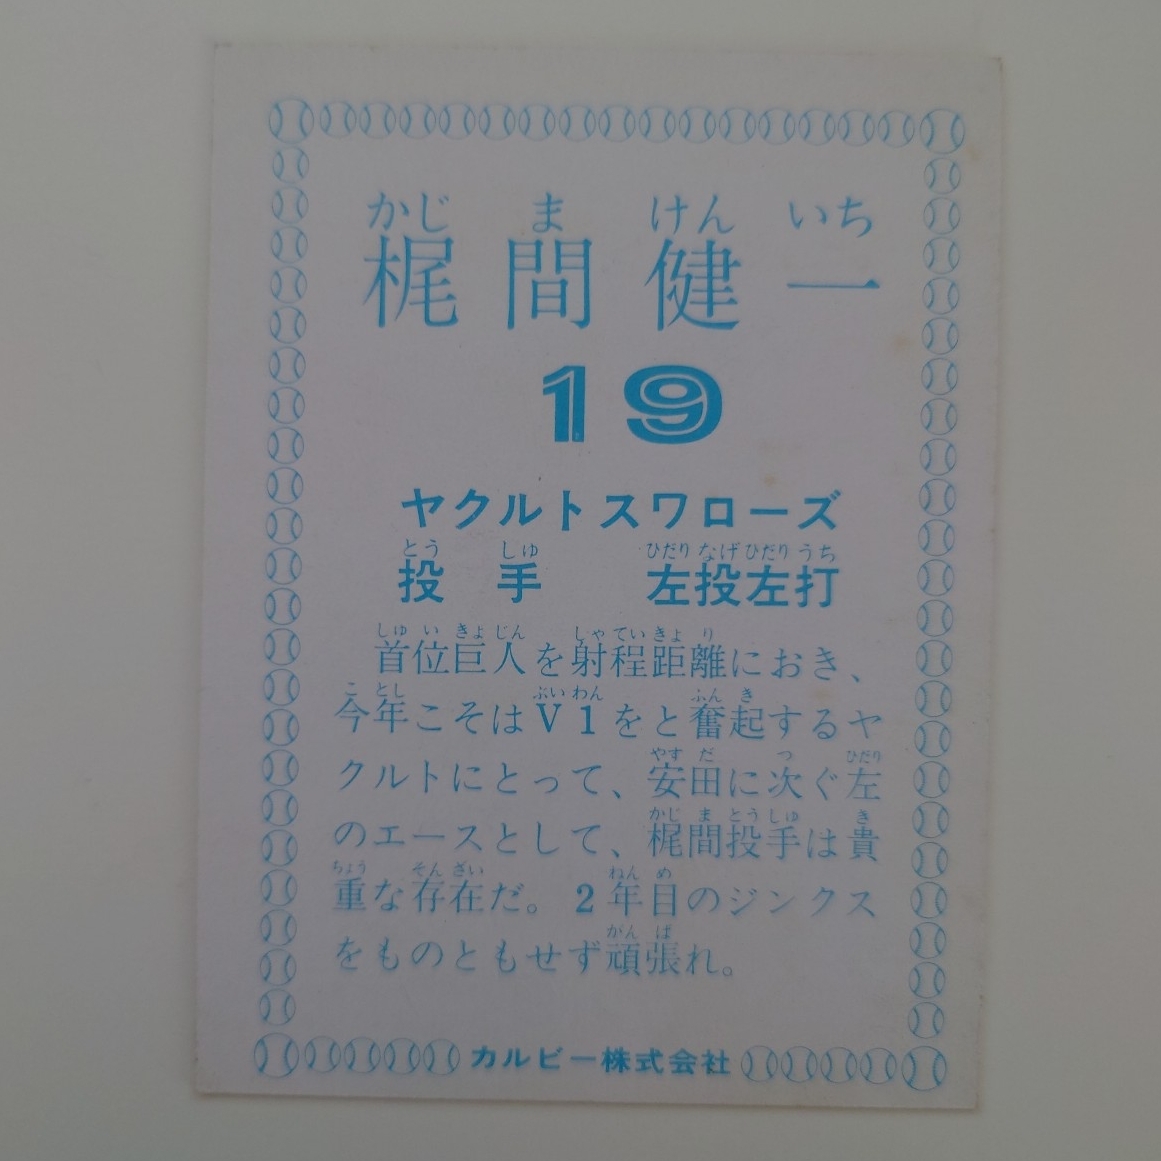 かじ ま けん いち
梶間健一
19
ヤクルトスワローズ
とう しゅ ひだり なげ ひだり うち
投手 左投左打
しゅ い きょ じん しゃ てい きょ り
首位巨人を射程距離におき、
こ とし ぶい わん ふん き
今年こそはV1をと奮起するヤ
やす だ つ ひだり
クルトにとって、安田に次ぐ左
かじ ま とう しゅ き
のエースとして、梶間投手は貴
ちょう そん ざい ねん め
重な存在だ。2年目のジンクス
がん ば
をものともせず頑張れ。
カルビー株式会社